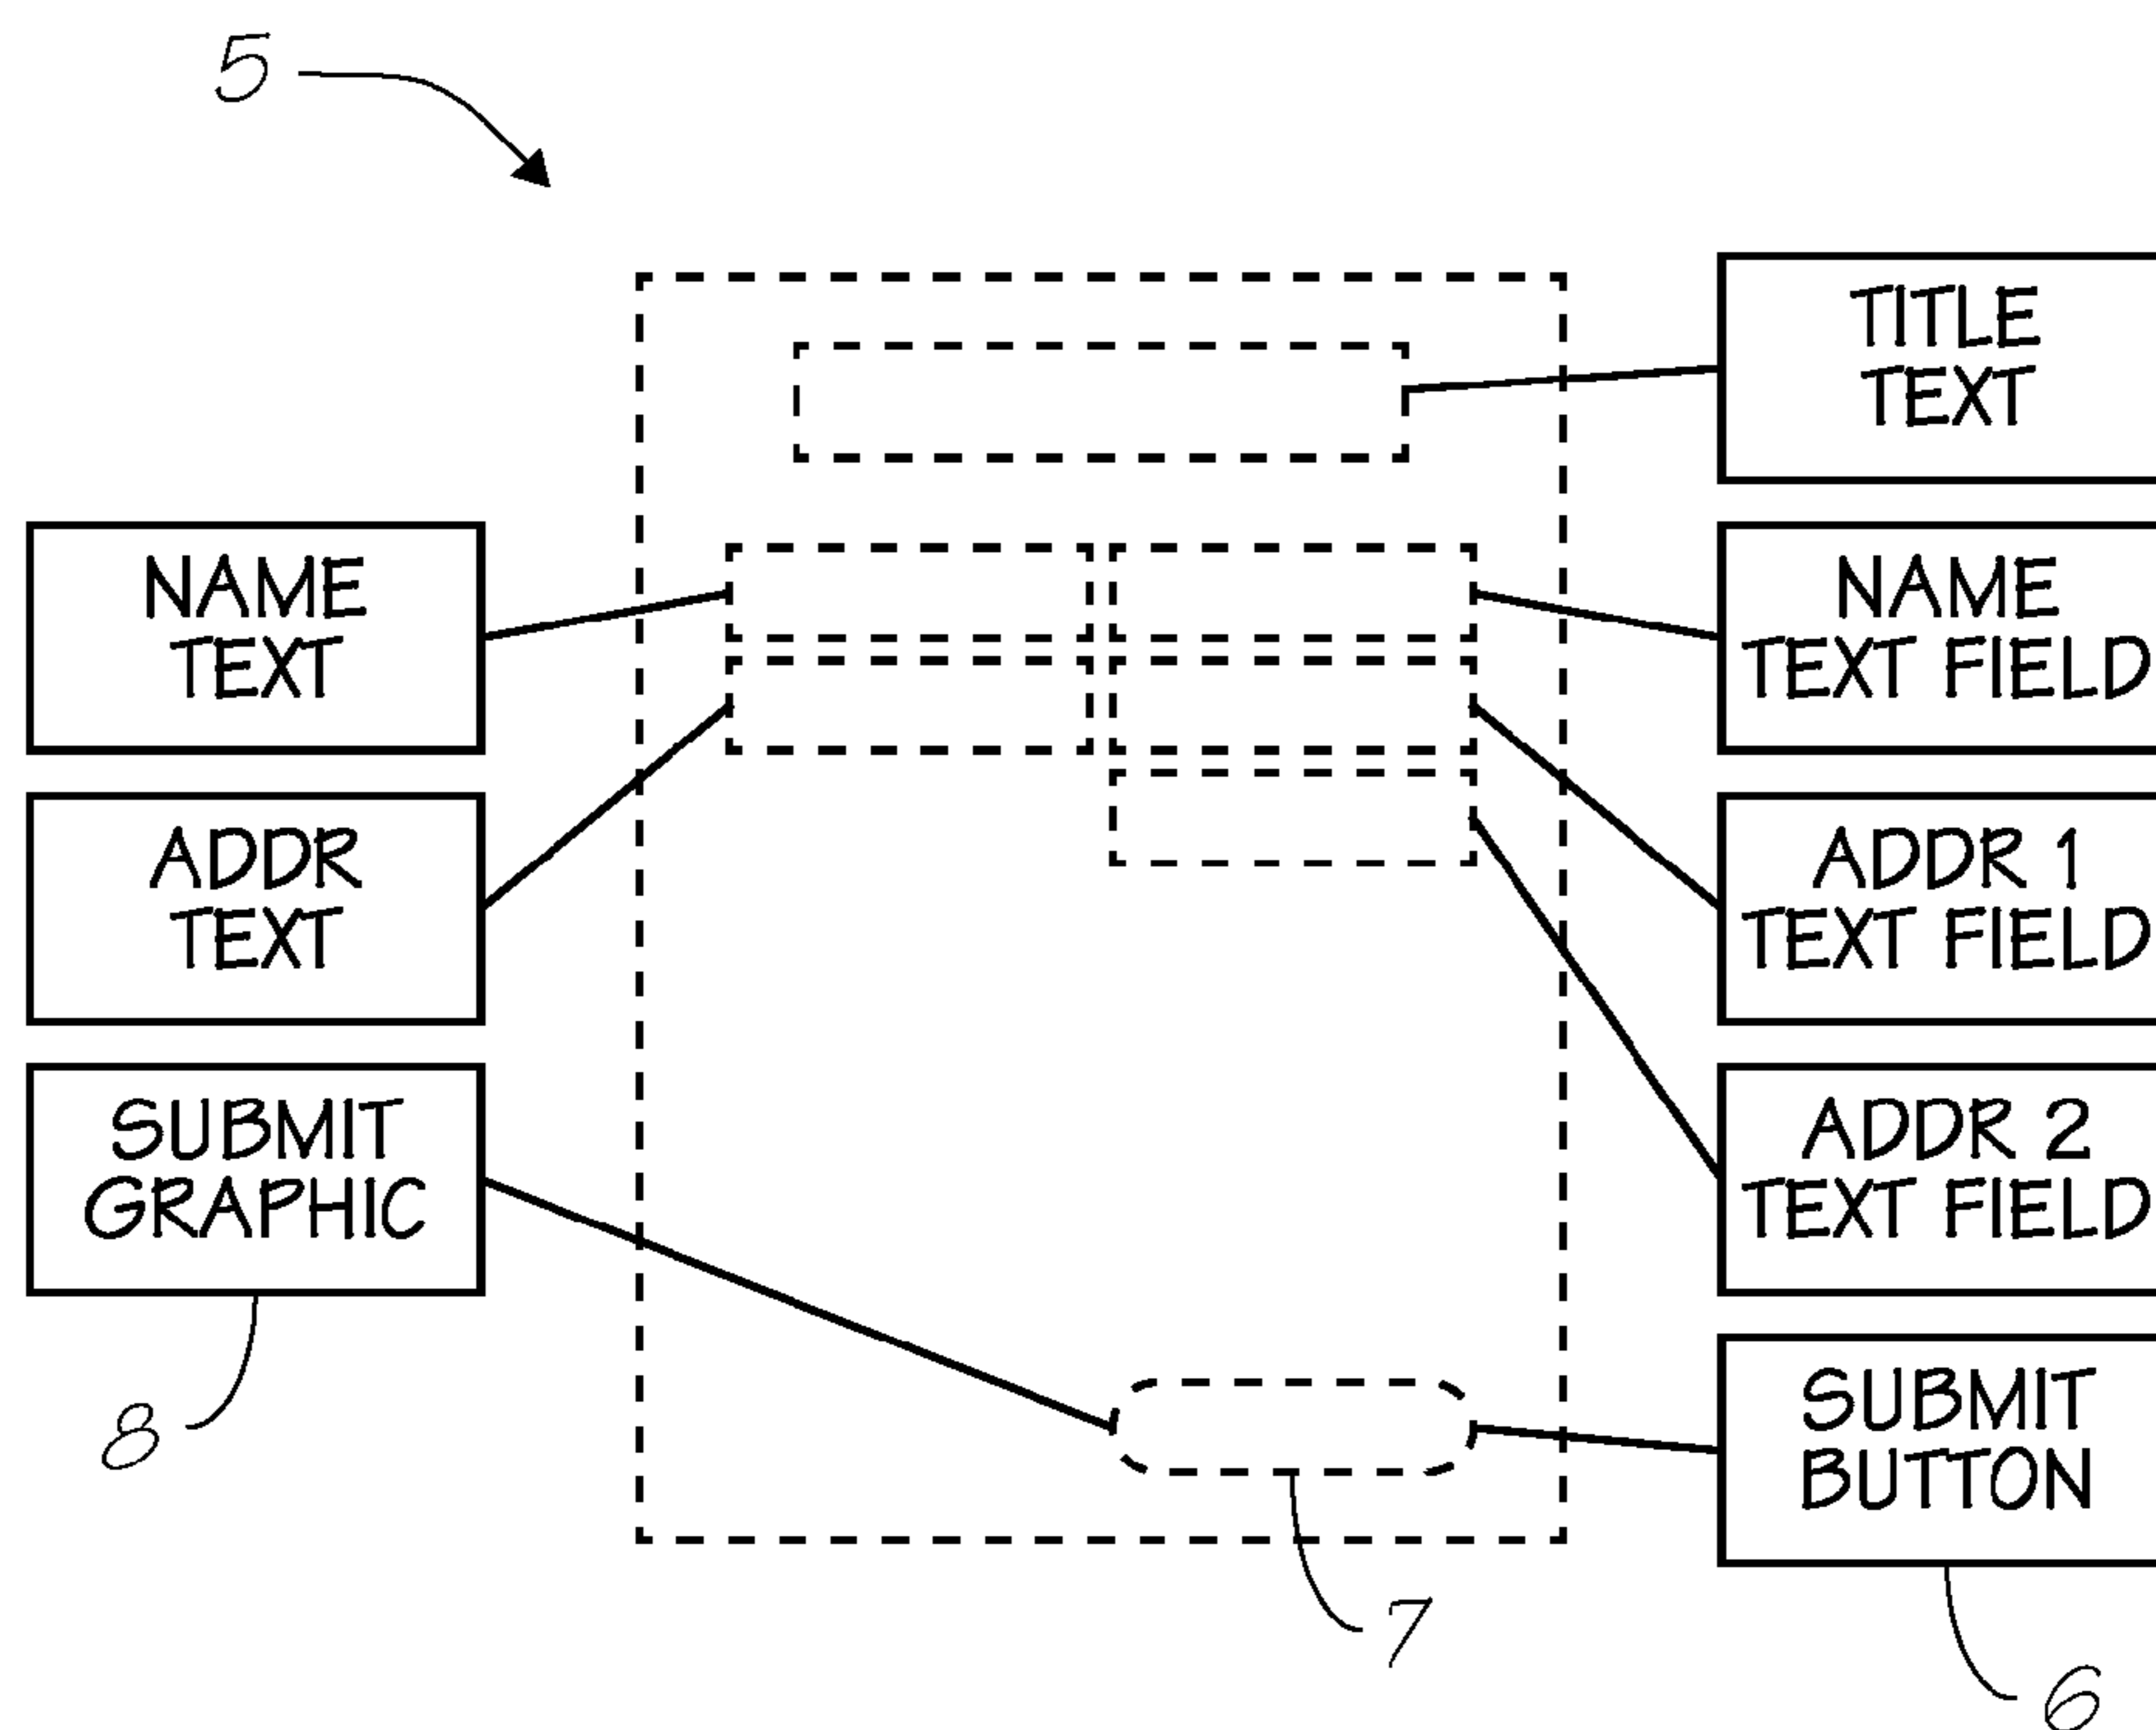 5
TITLE
TEXT
NAME
TEXT
NAME
TEXT FIELD
ADDR
TEXT
ADDR 1
TEXT FIELD
SUBMIT
GRAPHIC
ADDR 2
TEXT FIELD
SUBMIT
BUTTON
8
7
6